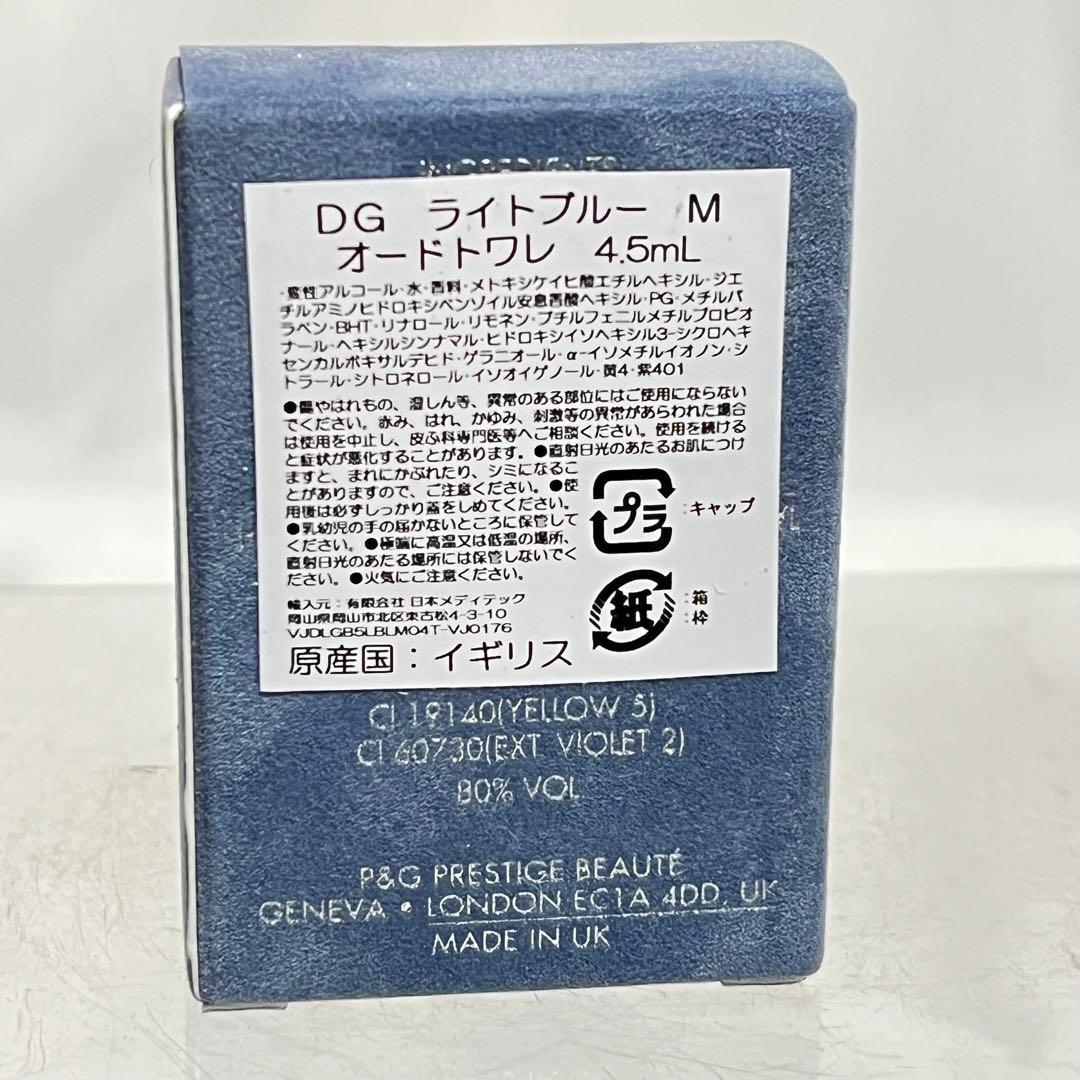 INGREDIENTS
DG ライトブルー M
オードトワレ 4.5mL
・変性アルコール・水・香料・メトキシケイヒ酸エチルヘキシル・ジエ
チルアミノヒドロキシベンゾイル安息香酸ヘキシル・PG・メチルパ
ラベン・BHT・リナロール・リモネン・ブチルフェニルメチルプロピオ
ナール・ヘキシルシンナマル・ヒドロキシイソヘキシル3-シクロヘキ
センカルボキサルデヒド・ゲラニオール・α-イソメチルイオノン・シ
トラール・シトロネロール・イソオイゲノール・黄4・紫401
●傷やはれもの、湿しん等、異常のある部位にはご使用にならない
でください。赤み、はれ、かゆみ、刺激等の異常があらわれた場合
は使用を中止し、皮ふ科専門医等へご相談ください。使用を続ける
と症状が悪化することがあります。●直射日光のあたるお肌につけ
ますと、まれにかぶれたり、シミになるこ
とがありますので、ご注意ください。●使
用後は必ずしっかり蓋をしめてください。
●乳幼児の手の届かないところに保管して
ください。●極端に高温又は低温の場所、
直射日光のあたる場所には保管しないでく
ださい。●火気にご注意ください。
プラ :キャップ
紙 :箱
:枠
輸入元:有限会社 日本メディテック
岡山県岡山市北区東古松4-3-10
VJDLGB5LBLM04T-VJ0176
原産国:イギリス
CI 19140(YELLOW 5)
CI 60730(EXT VIOLET 2)
80% VOL
P&G PRESTIGE BEAUTÉ
GENEVA • LONDON EC1A 4DD, UK
MADE IN UK